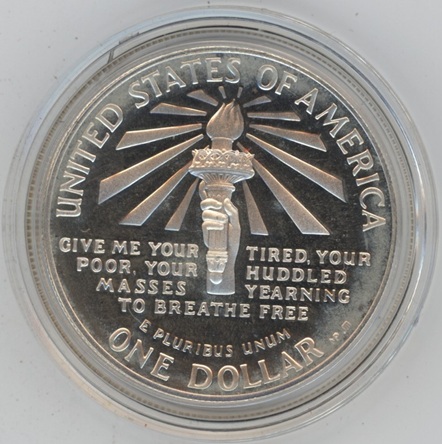 UNITED STATES OF AMERICA
GIVE ME YOUR TIRED, YOUR
POOR, YOUR HUDDLED
MASSES YEARNING
TO BREATHE FREE
E PLURIBUS UNUM
ONE DOLLAR